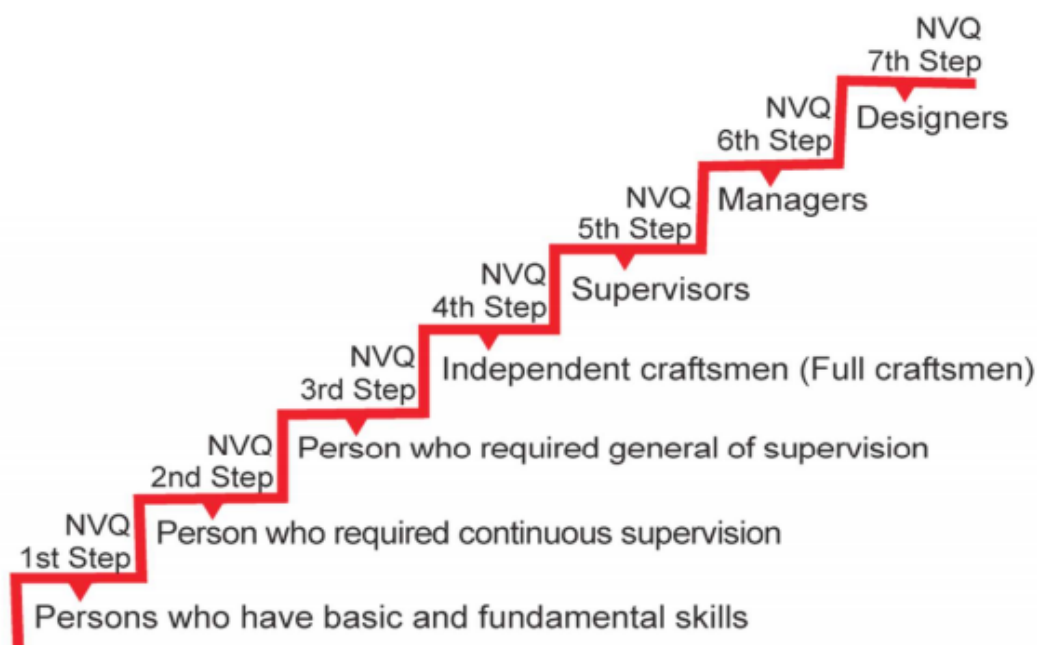 NVQ
7th Step
Designers
NVQ
6th Step
Managers
NVQ
5th Step
Supervisors
NVQ
4th Step
Independent craftsmen (Full craftsmen)
NVQ
3rd Step
Person who required general of supervision
NVQ
2nd Step
Person who required continuous supervision
NVQ
1st Step
Persons who have basic and fundamental skills